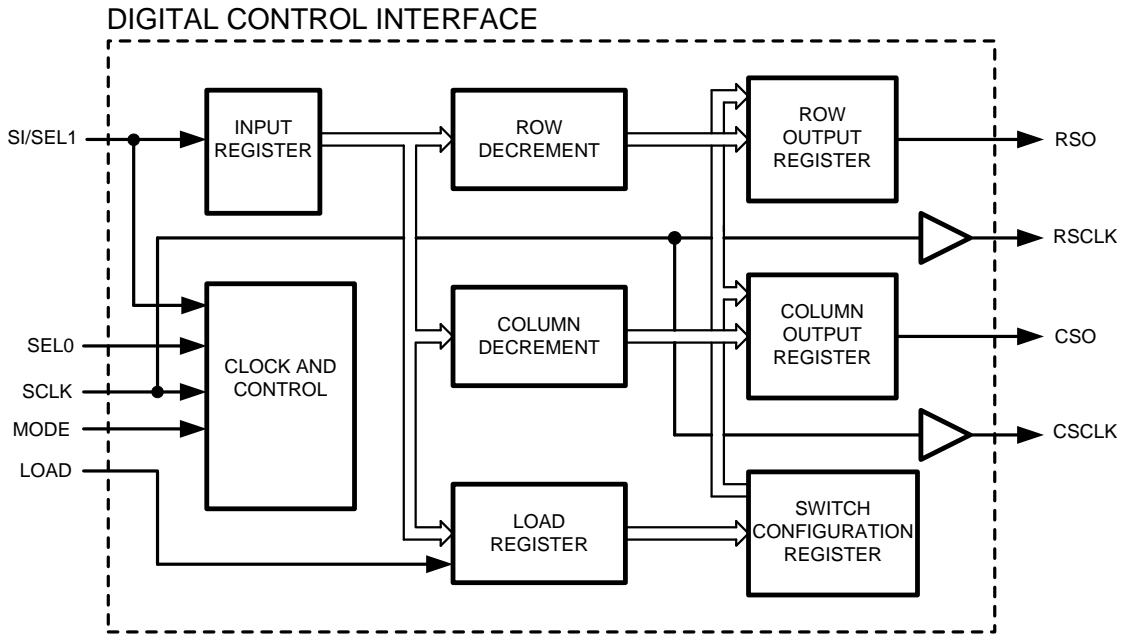 DIGITAL CONTROL INTERFACE
SI/SEL1
INPUT
REGISTER
ROW
DECREMENT
ROW
OUTPUT
REGISTER
RSO
RSCLK
SEL0
SCLK
MODE
LOAD
CLOCK AND
CONTROL
COLUMN
DECREMENT
COLUMN
OUTPUT
REGISTER
CSO
CSCLK
LOAD
REGISTER
SWITCH
CONFIGURATION
REGISTER